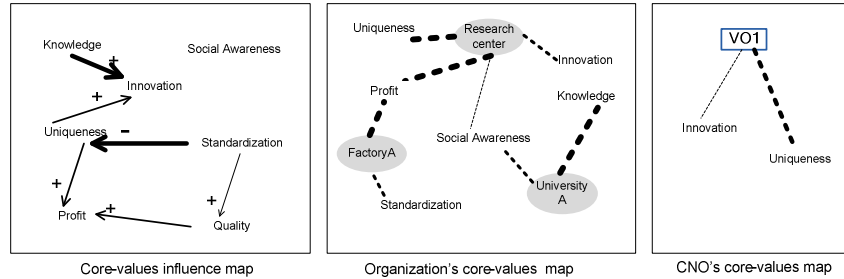 Knowledge
Social Awareness
+
Innovation
+
Uniqueness
-
Standardization
+
+
+
Profit
Quality
Core-values influence map
Uniqueness
Research
center
Innovation
Profit
Knowledge
Social Awareness
FactoryA
University
A
Standardization
Organization's core-values map
VO1
Innovation
Uniqueness
CNO's core-values map